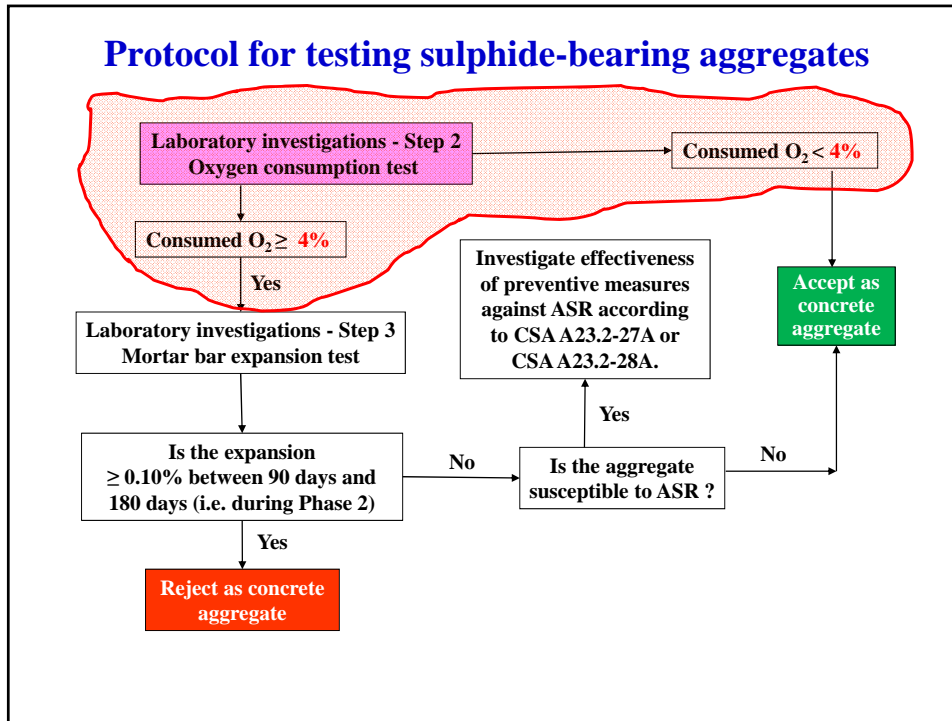 Protocol for testing sulphide-bearing aggregates
Laboratory investigations - Step 2
Oxygen consumption test
Consumed O₂ < 4%
Consumed O₂ ≥ 4%
Yes
Laboratory investigations - Step 3
Mortar bar expansion test
Investigate effectiveness
of preventive measures
against ASR according
to CSA A23.2-27A or
CSA A23.2-28A.
Accept as
concrete
aggregate
Yes
Is the expansion
≥ 0.10% between 90 days and
180 days (i.e. during Phase 2)
No
Is the aggregate
susceptible to ASR ?
No
Yes
Reject as concrete
aggregate